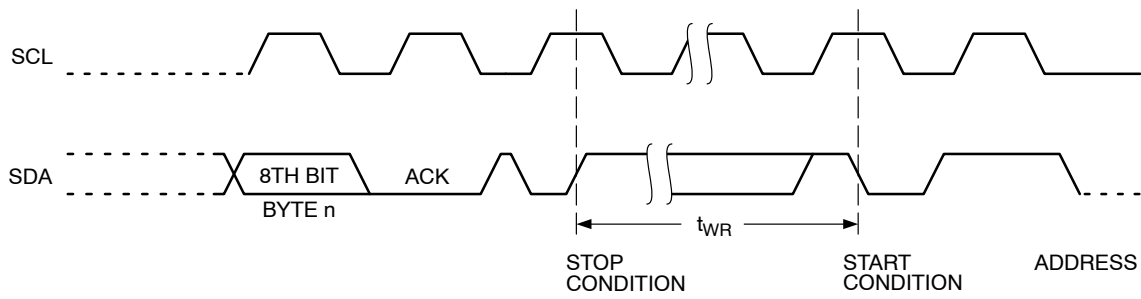 SCL
SDA
8TH BIT
ACK
BYTE n
tWR
STOP
CONDITION
START
CONDITION
ADDRESS